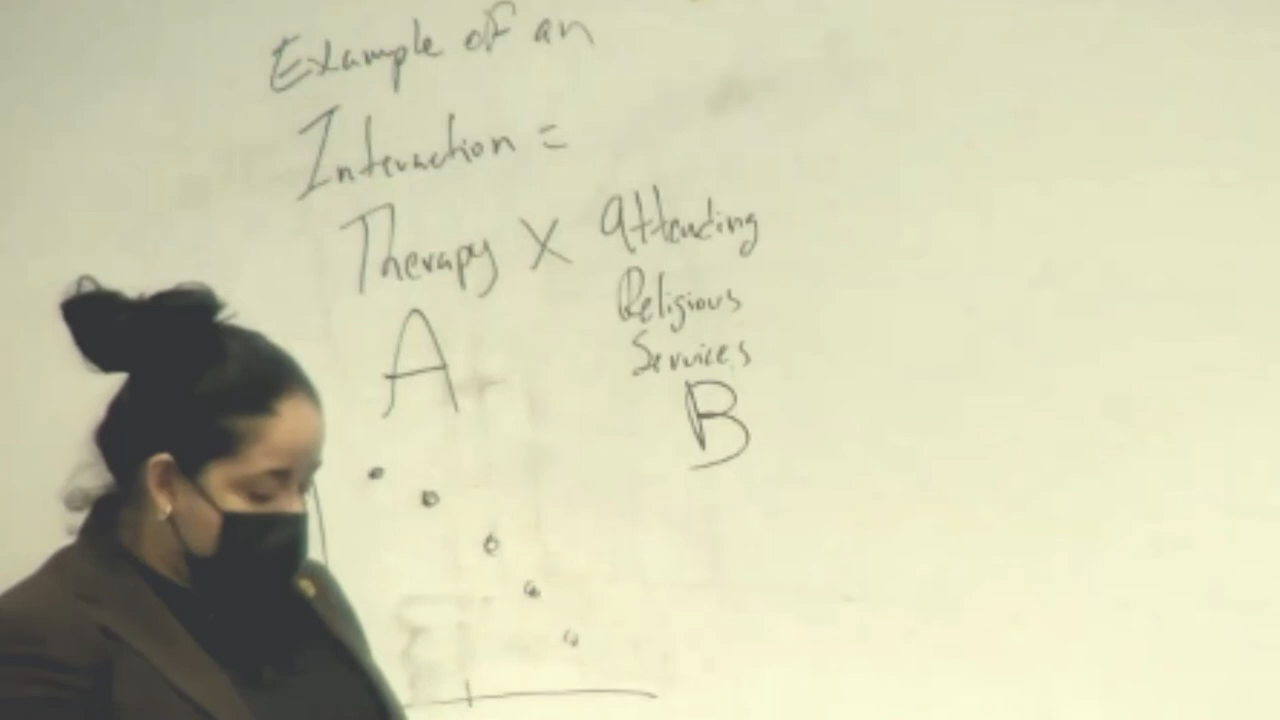 Example of an
Interaction =
Therapy X Attending
Religious
Services
A
B